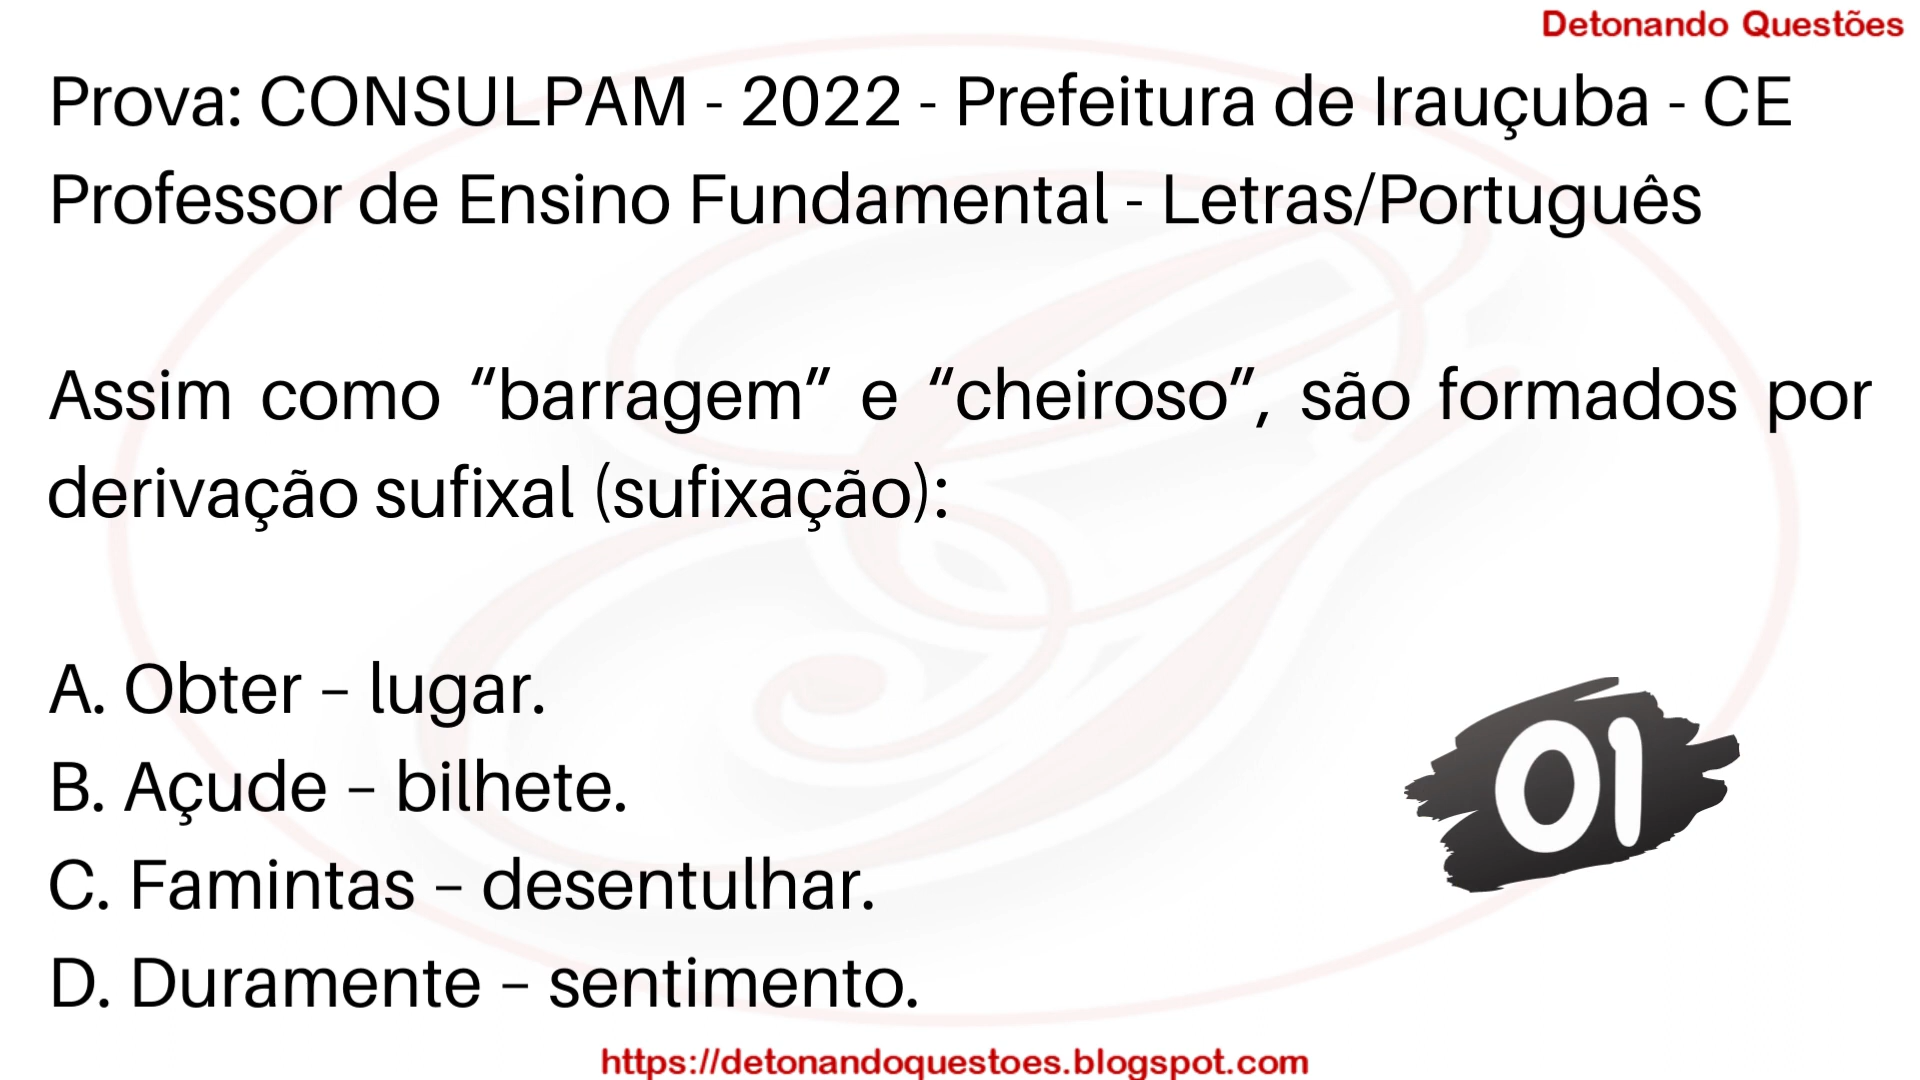 Detonando Questões
Prova: CONSULPAM - 2022 - Prefeitura de Irauçuba - CE
Professor de Ensino Fundamental - Letras/Português
Assim como “barragem” e “cheiroso”, são formados por
derivação sufixal (sufixação):
A. Obter – lugar.
B. Açude – bilhete.
C. Famintas – desentulhar.
D. Duramente – sentimento.
01
https://detonandoquestoes.blogspot.com